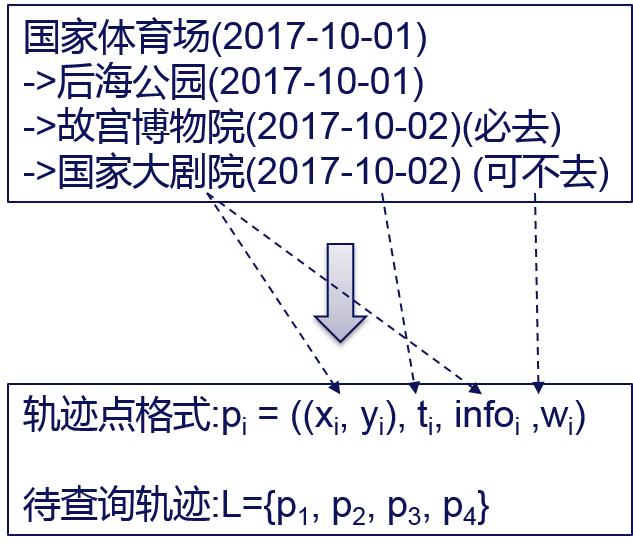 国家体育场(2017-10-01)
->后海公园(2017-10-01)
->故宫博物院(2017-10-02)(必去)
->国家大剧院(2017-10-02) (可不去)
轨迹点格式:pi = ((xi, yi), ti, infoi ,wi)
待查询轨迹:L={p1, p2, p3, p4}